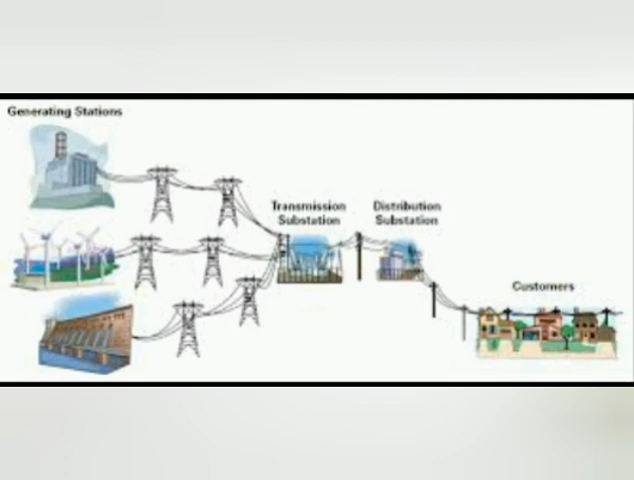 Generating Stations
Transmission
Substation
Distribution
Substation
Customers